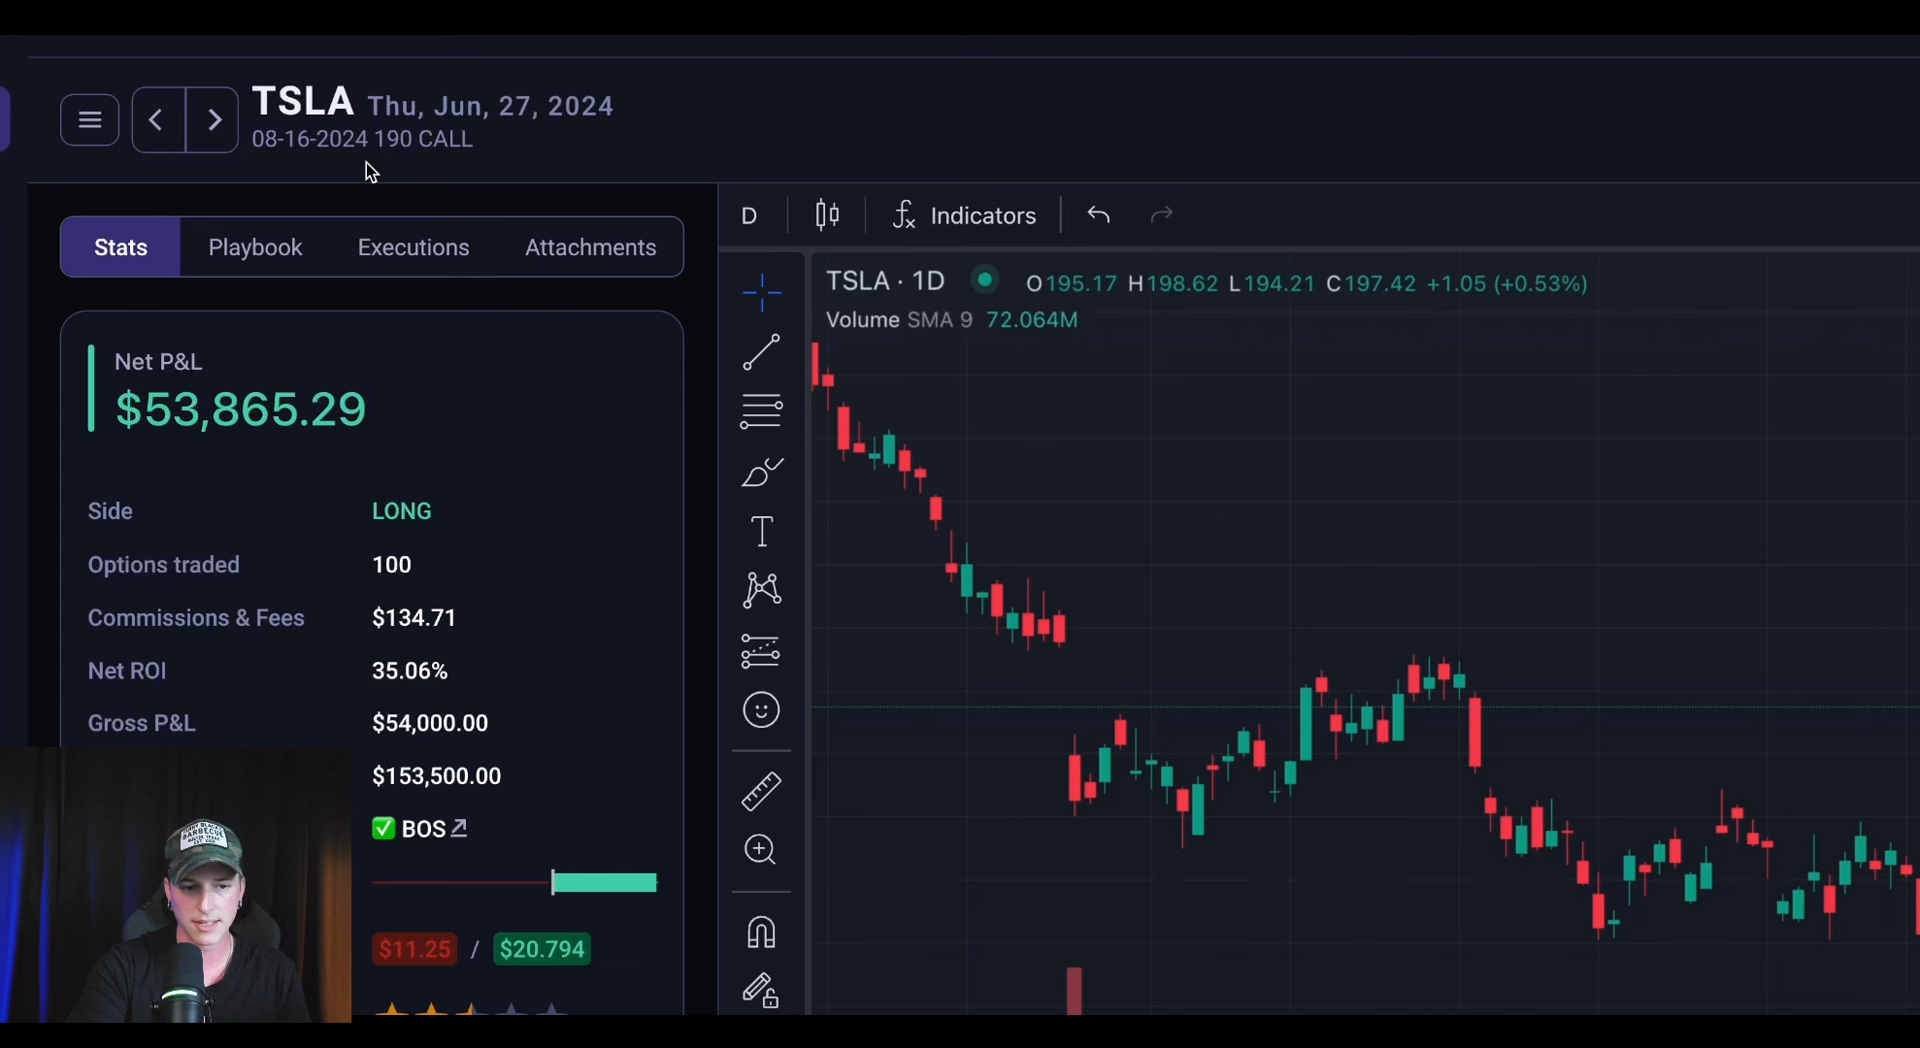 TSLA Thu, Jun, 27, 2024
08-16-2024 190 CALL
Stats Playbook Executions Attachments
Net P&L
$53,865.29
Side LONG
Options traded 100
Commissions & Fees $134.71
Net ROI 35.06%
Gross P&L $54,000.00
$153,500.00
✅ BOS
$11.25 / $20.794
D Indicators
TSLA · 1D O195.17 H198.62 L194.21 C197.42 +1.05 (+0.53%)
Volume SMA 9 72.064M
BARBECUE